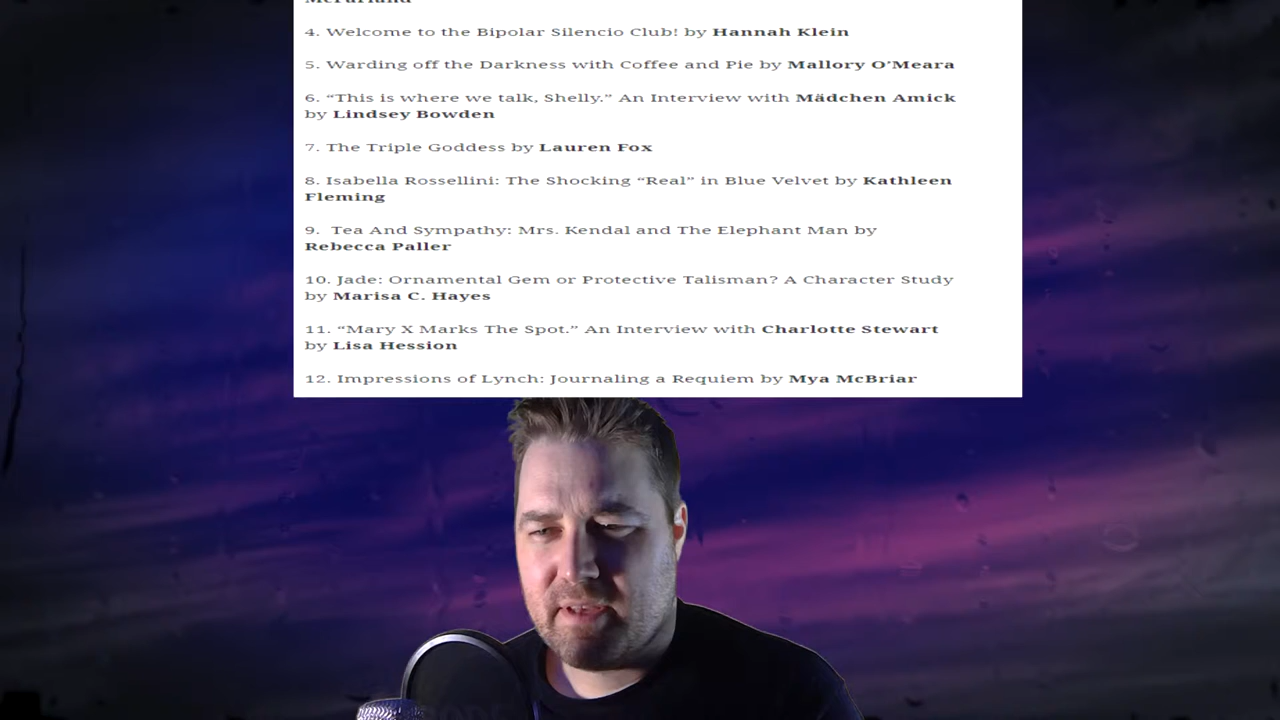 4. Welcome to the Bipolar Silencio Club! by Hannah Klein
5. Warding off the Darkness with Coffee and Pie by Mallory O’Meara
6. “This is where we talk, Shelly.” An Interview with Mädchen Amick
by Lindsey Bowden
7. The Triple Goddess by Lauren Fox
8. Isabella Rossellini: The Shocking “Real” in Blue Velvet by Kathleen
Fleming
9. Tea And Sympathy: Mrs. Kendal and The Elephant Man by
Rebecca Paller
10. Jade: Ornamental Gem or Protective Talisman? A Character Study
by Marisa C. Hayes
11. “Mary X Marks The Spot.” An Interview with Charlotte Stewart
by Lisa Hession
12. Impressions of Lynch: Journaling a Requiem by Mya McBriar